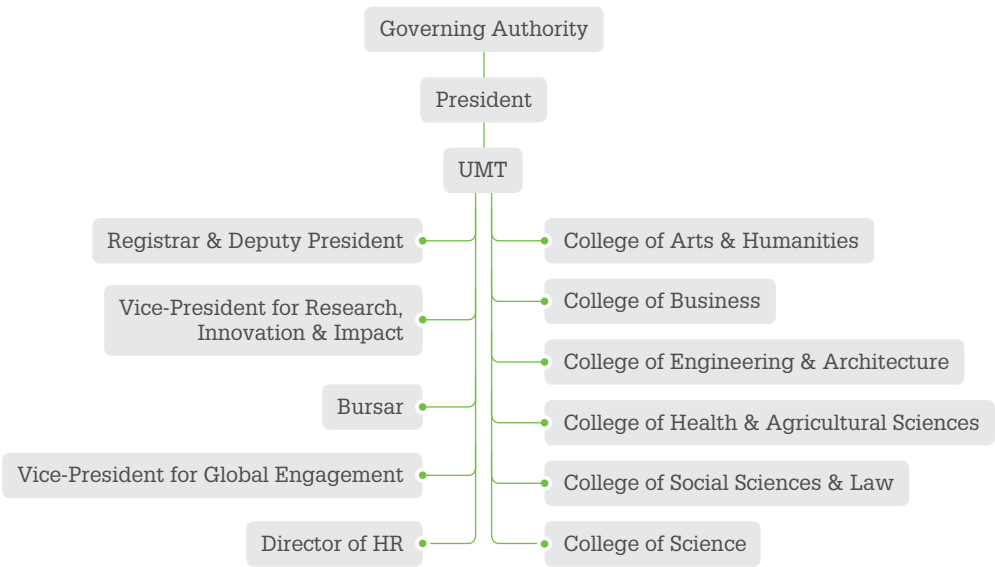 Governing Authority
President
UMT
Registrar & Deputy President
Vice-President for Research,
Innovation & Impact
Bursar
Vice-President for Global Engagement
Director of HR
College of Arts & Humanities
College of Business
College of Engineering & Architecture
College of Health & Agricultural Sciences
College of Social Sciences & Law
College of Science